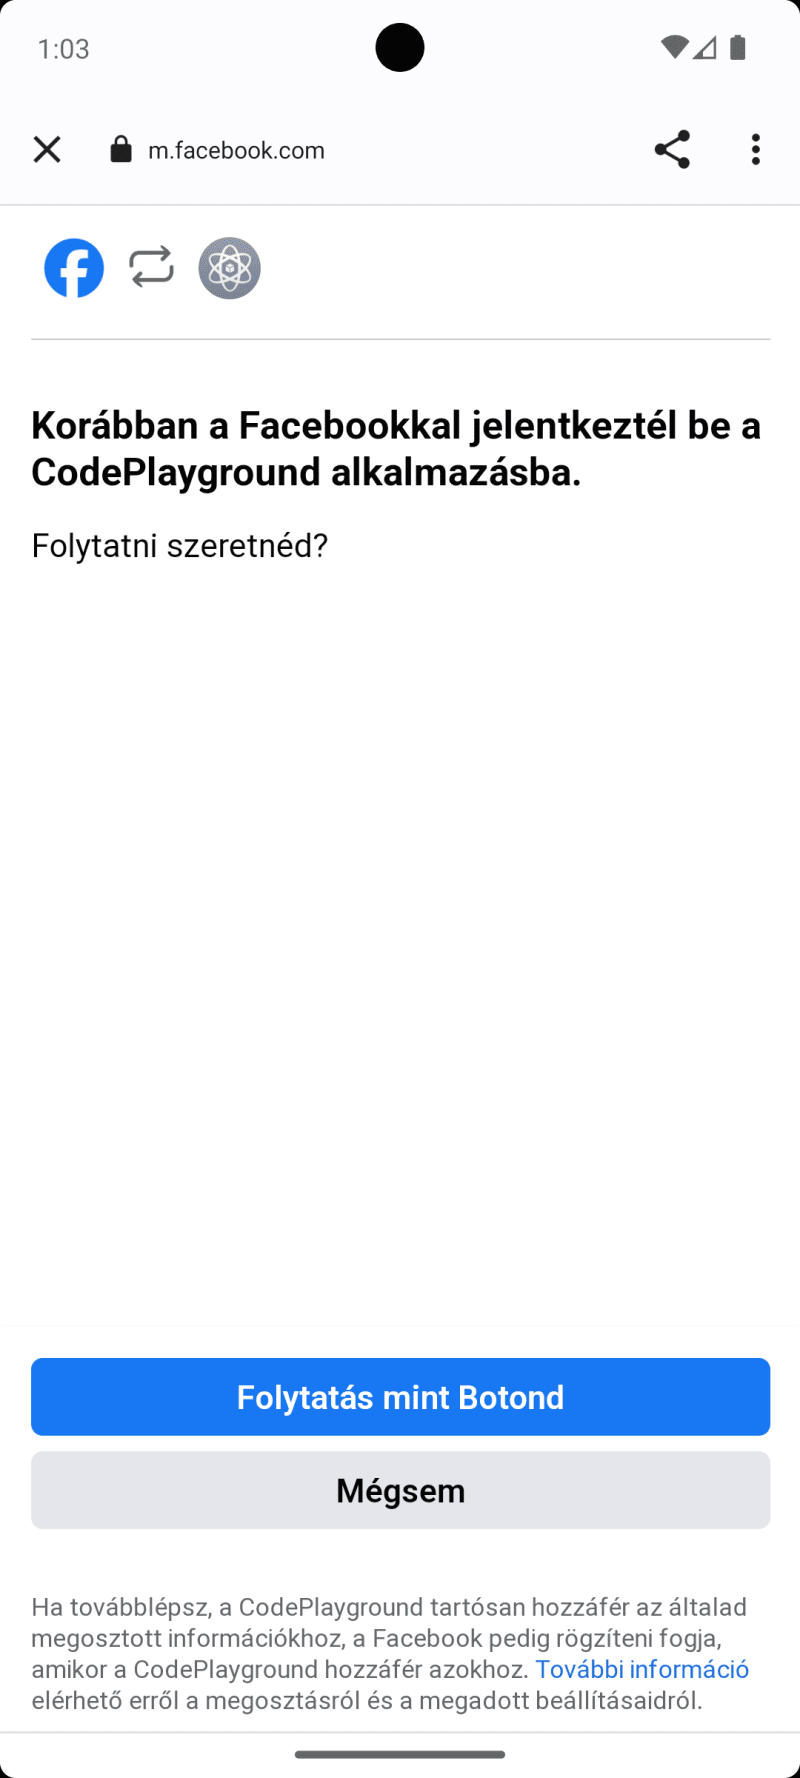 1:03
m.facebook.com
Korábban a Facebookkal jelentkeztél be a
CodePlayground alkalmazásba.
Folytatni szeretnéd?
Folytatás mint Botond
Mégsem
Ha továbblépsz, a CodePlayground tartósan hozzáfér az általad
megosztott információkhoz, a Facebook pedig rögzíteni fogja,
amikor a CodePlayground hozzáfér azokhoz. További információ
elérhető erről a megosztásról és a megadott beállításaidról.